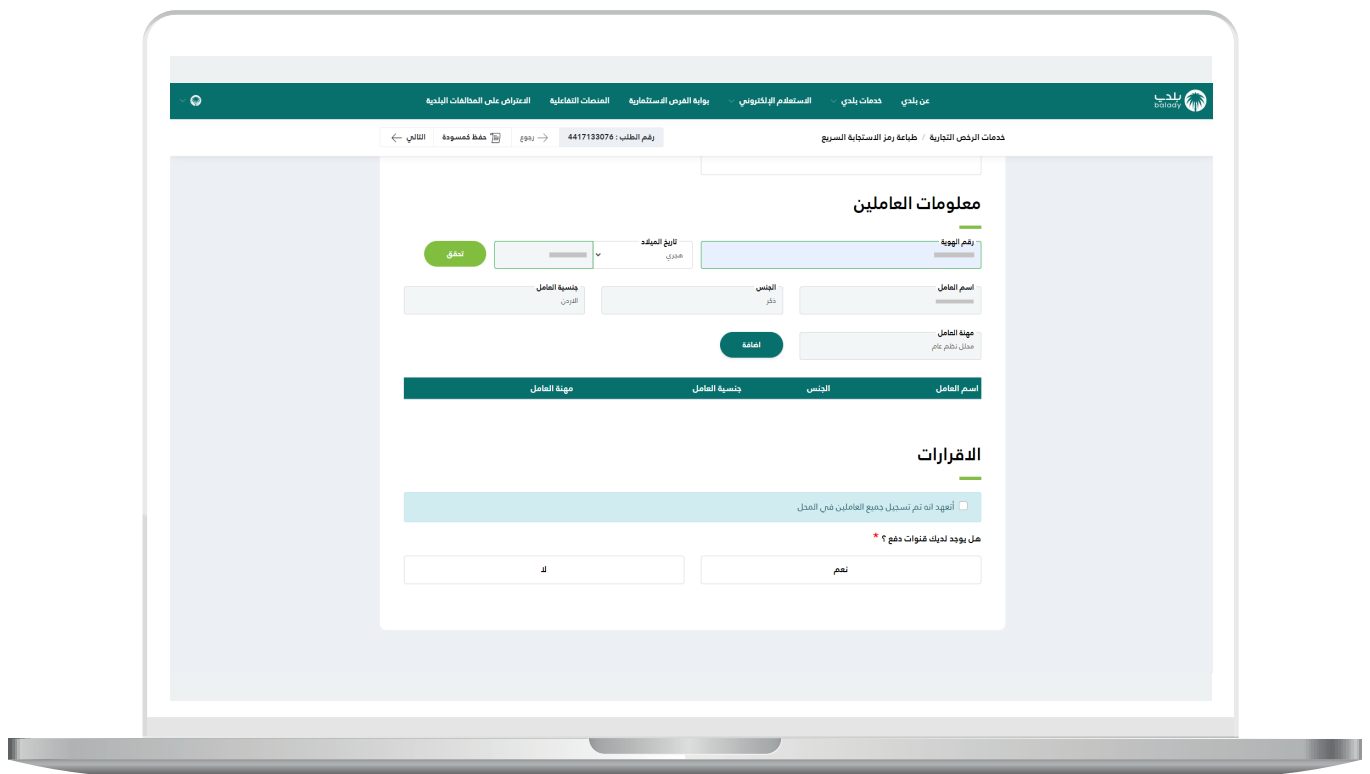 بلدي
balady
عن بلدي خدمات بلدي الاستعلام الإلكتروني بوابة الفرص الاستثمارية المنصات التفاعلية الاعتراض على المخالفات البلدية
خدمات الرخص التجارية / طباعة رمز الاستجابة السريع رقم الطلب : 4417133076 رجوع حفظ كمسودة التالي
معلومات العاملين
رقم الهوية تاريخ الميلاد
هجري تحقق
اسم العامل الجنس جنسية العامل
ذكر الاردن
مهنة العامل
محلل نظم عام اضافة
اسم العامل الجنس جنسية العامل مهنة العامل
الاقرارات
أتعهد انه تم تسجيل جميع العاملين في المحل
هل يوجد لديك قنوات دفع ؟ *
نعم لا